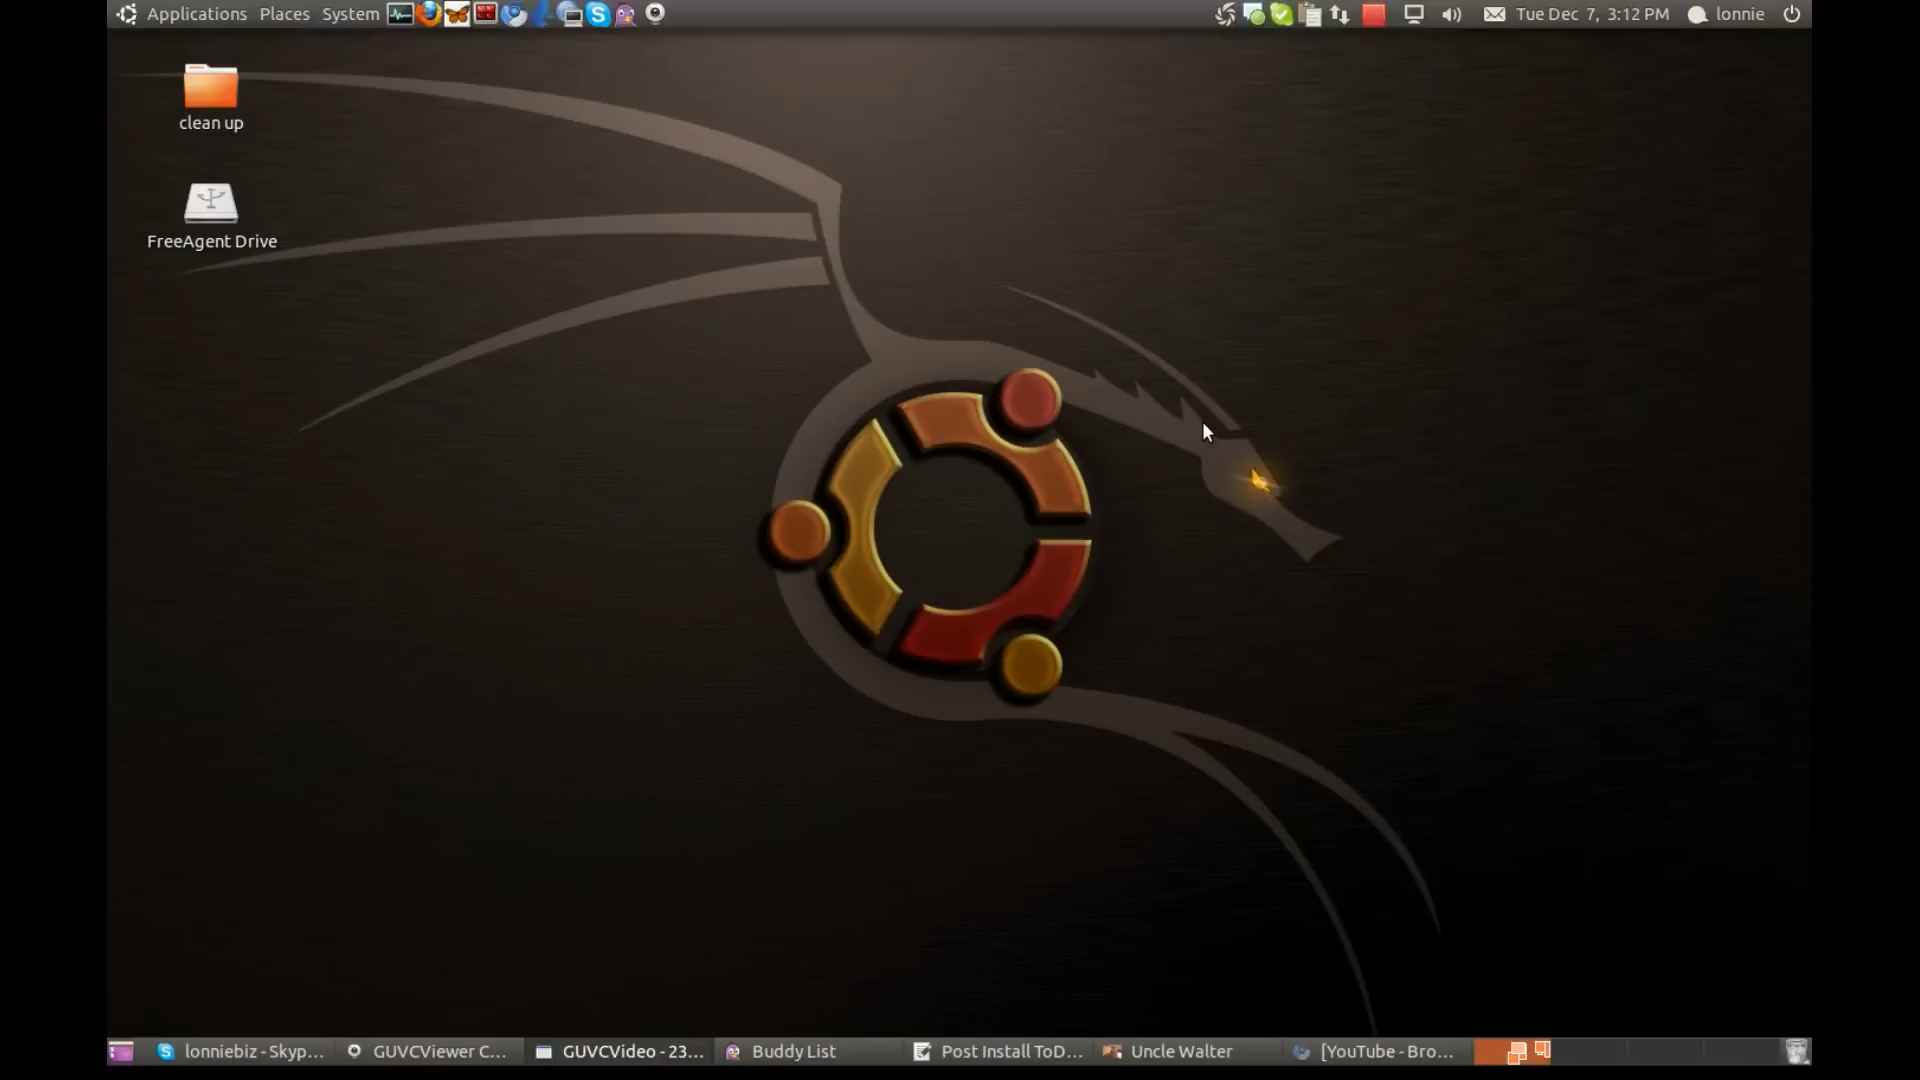 Applications Places System
Tue Dec 7, 3:12 PM lonnie
clean up
FreeAgent Drive
lonniebiz - Skyp... GUVCViewer C... GUVCVideo - 23... Buddy List Post Install ToD... Uncle Walter [YouTube - Bro...